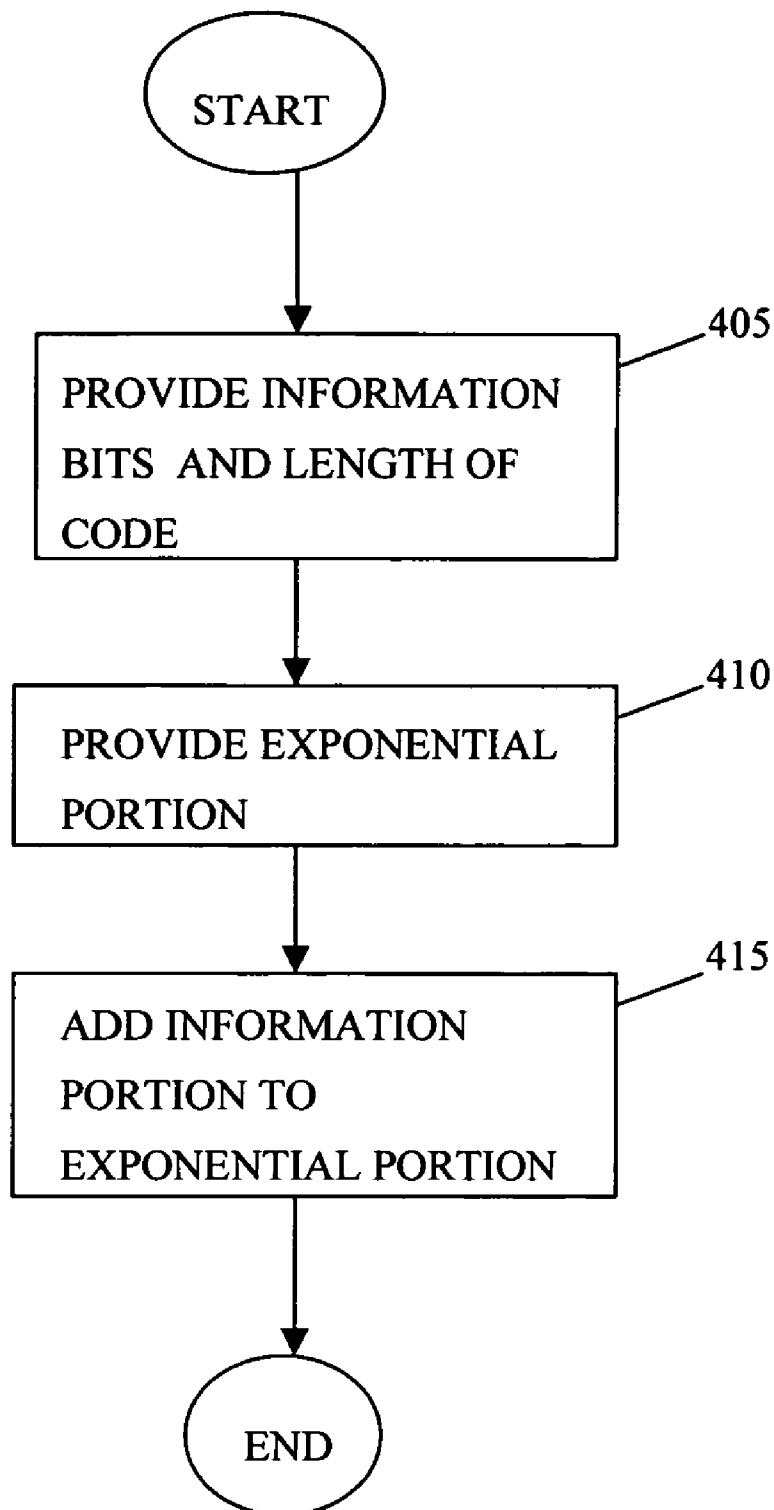 START
405
PROVIDE INFORMATION
BITS AND LENGTH OF
CODE
410
PROVIDE EXPONENTIAL
PORTION
415
ADD INFORMATION
PORTION TO
EXPONENTIAL PORTION
END